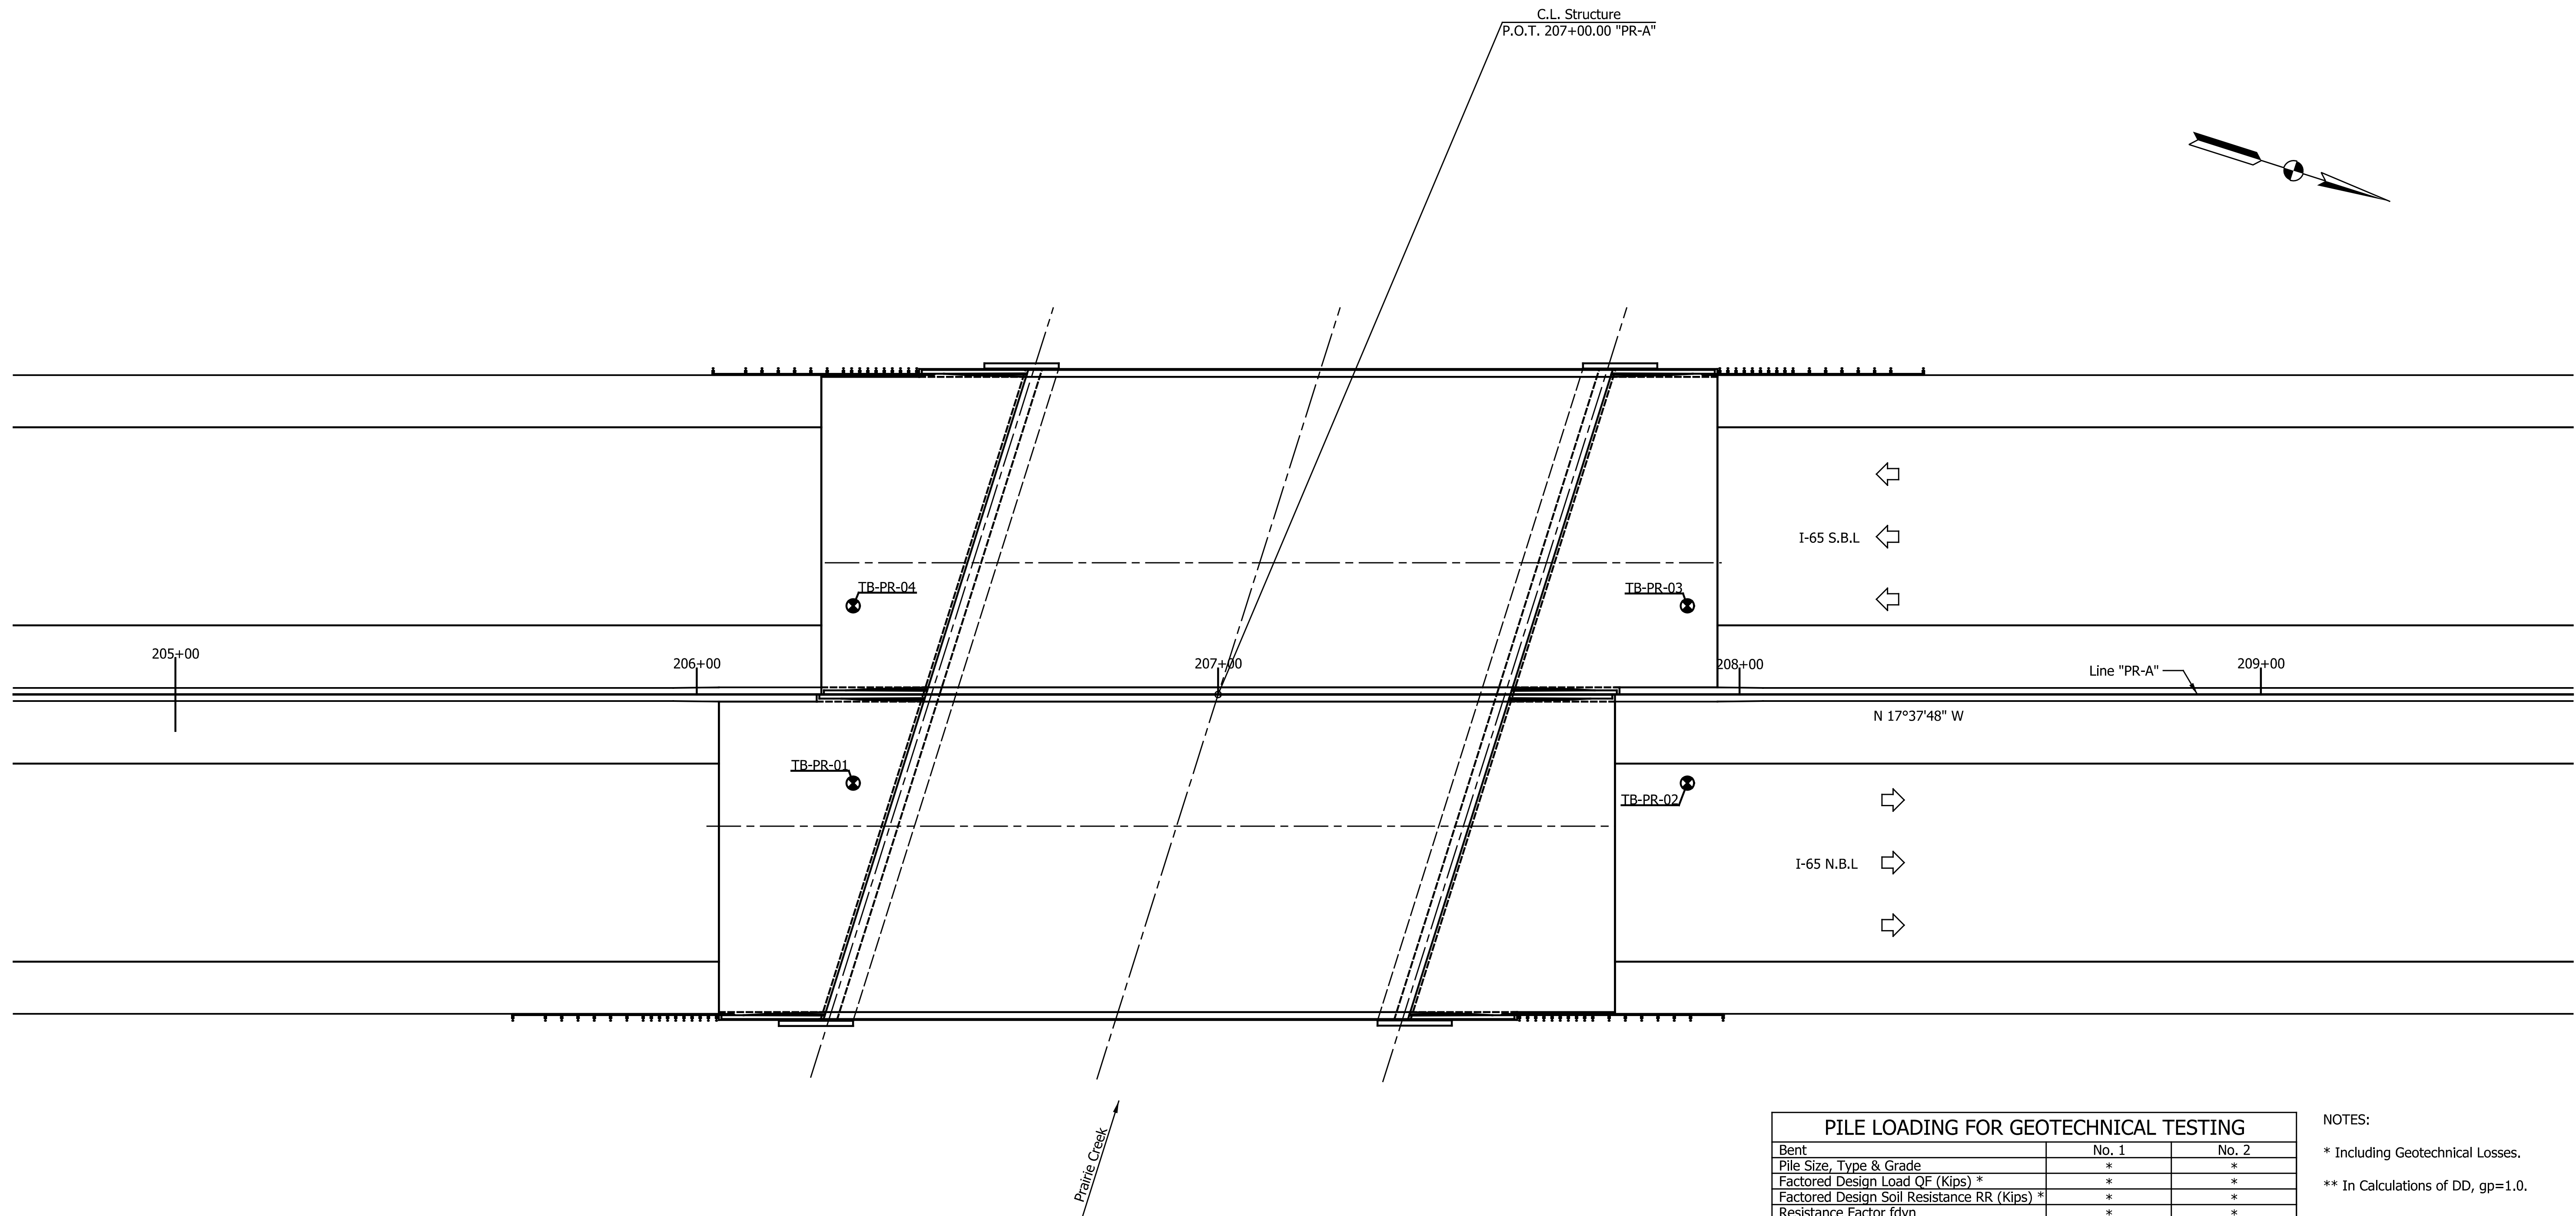 C.L. Structure
P.O.T. 207+00.00 "PR-A"
TB-PR-04
TB-PR-03
I-65 S.B.L
205+00
206+00
207+00
208+00
209+00
Line "PR-A"
N 17°37'48" W
TB-PR-01
TB-PR-02
I-65 N.B.L
Prairie Creek
PILE LOADING FOR GEOTECHNICAL TESTING
Bent No. 1 No. 2
Pile Size, Type & Grade * *
Factored Design Load QF (Kips) * * *
Factored Design Soil Resistance RR (Kips) * * *
Resistance Factor fdyn * *
NOTES:
* Including Geotechnical Losses.
** In Calculations of DD, gp=1.0.